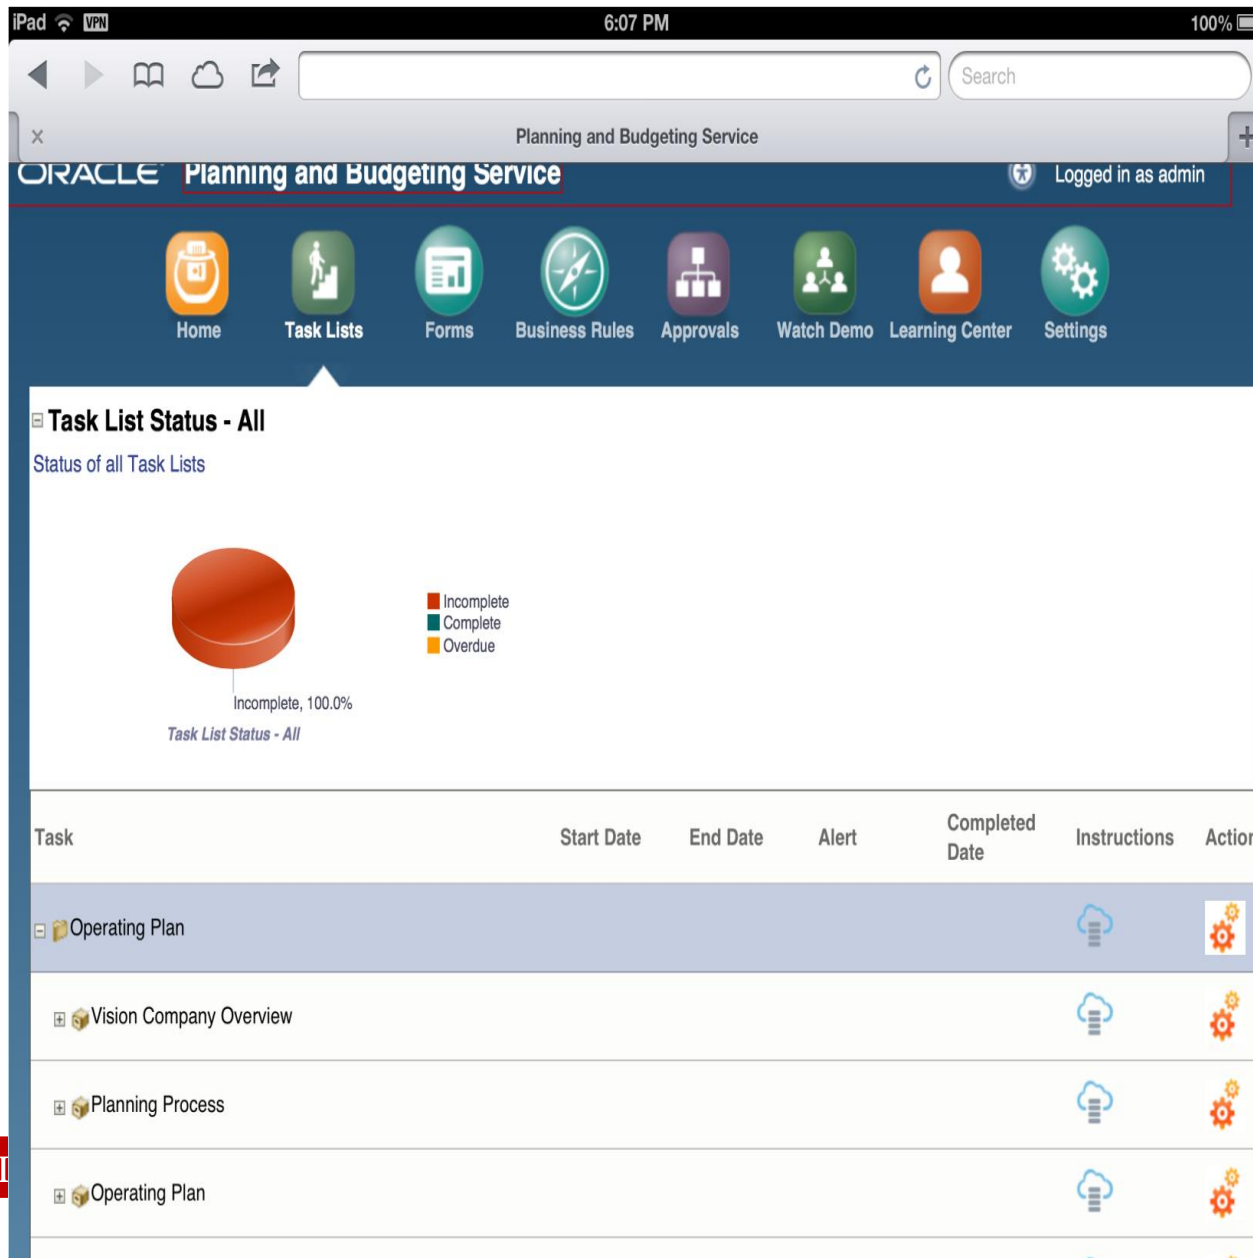 iPad VPN 6:07 PM 100%
Search
Planning and Budgeting Service
ORACLE Planning and Budgeting Service Logged in as admin
Home Task Lists Forms Business Rules Approvals Watch Demo Learning Center Settings
Task List Status - All
Status of all Task Lists
Incomplete
Complete
Overdue
Incomplete, 100.0%
Task List Status - All
Task Start Date End Date Alert Completed Date Instructions Action
Operating Plan
Vision Company Overview
Planning Process
Operating Plan